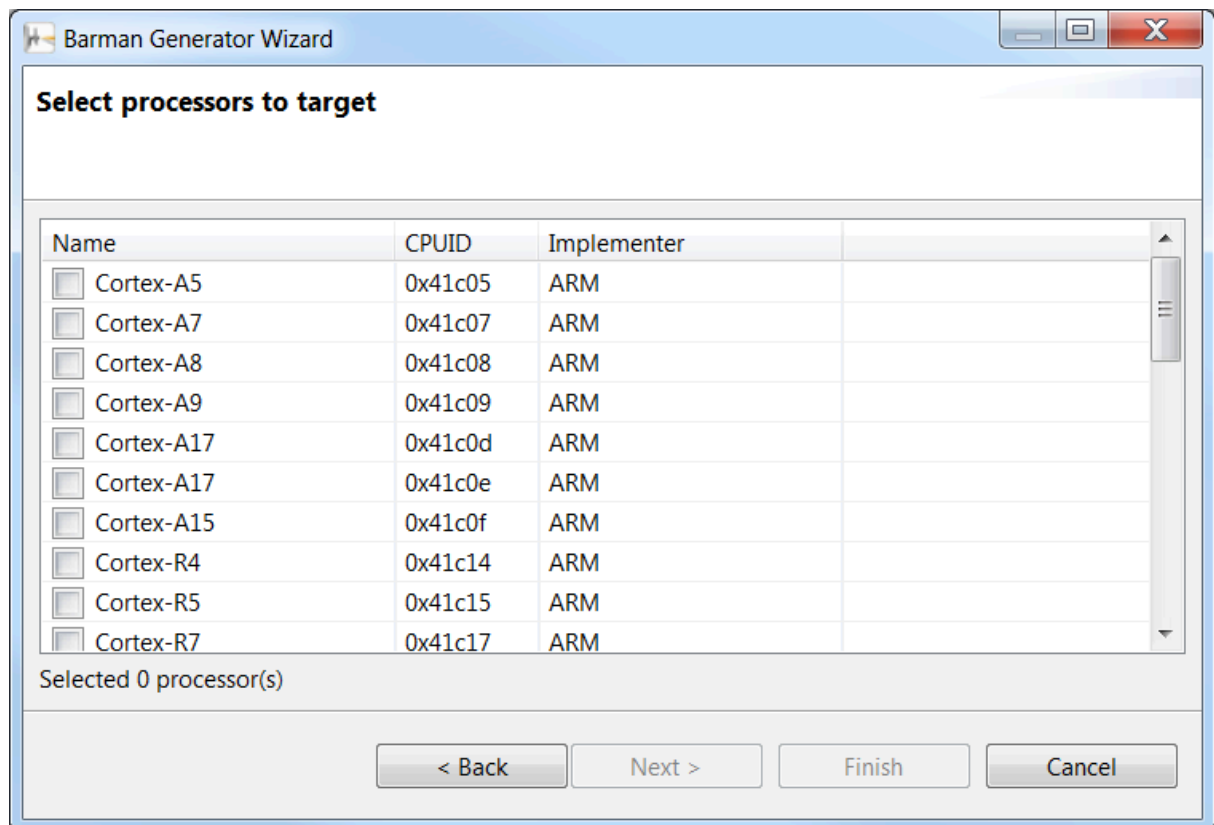 Barman Generator Wizard
Select processors to target
Name CPUID Implementer
Cortex-A5 0x41c05 ARM
Cortex-A7 0x41c07 ARM
Cortex-A8 0x41c08 ARM
Cortex-A9 0x41c09 ARM
Cortex-A17 0x41c0d ARM
Cortex-A17 0x41c0e ARM
Cortex-A15 0x41c0f ARM
Cortex-R4 0x41c14 ARM
Cortex-R5 0x41c15 ARM
Cortex-R7 0x41c17 ARM
Selected 0 processor(s)
< Back Next > Finish Cancel